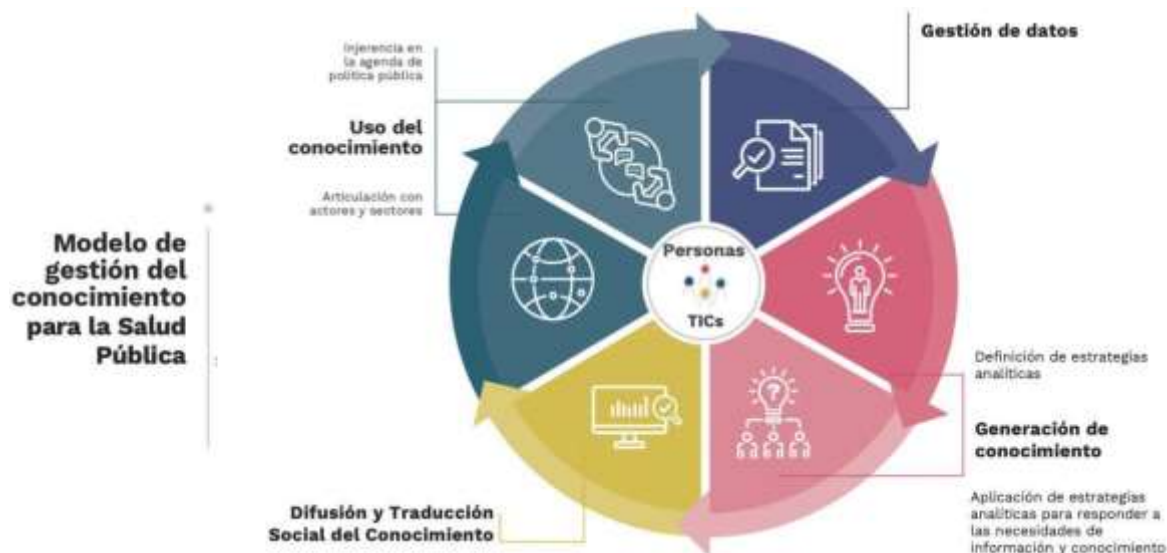 Modelo de
gestión del
conocimiento
para la Salud
Pública
Injerencia en
la agenda de
política pública
Uso del
conocimiento
Articulación con
actores y sectores
Gestión de datos
Personas
TICs
Definición de estrategias
analíticas
Generación de
conocimiento
Aplicación de estrategias
analíticas para responder a
las necesidades de
información y conocimiento
Difusión y Traducción
Social del Conocimiento
?